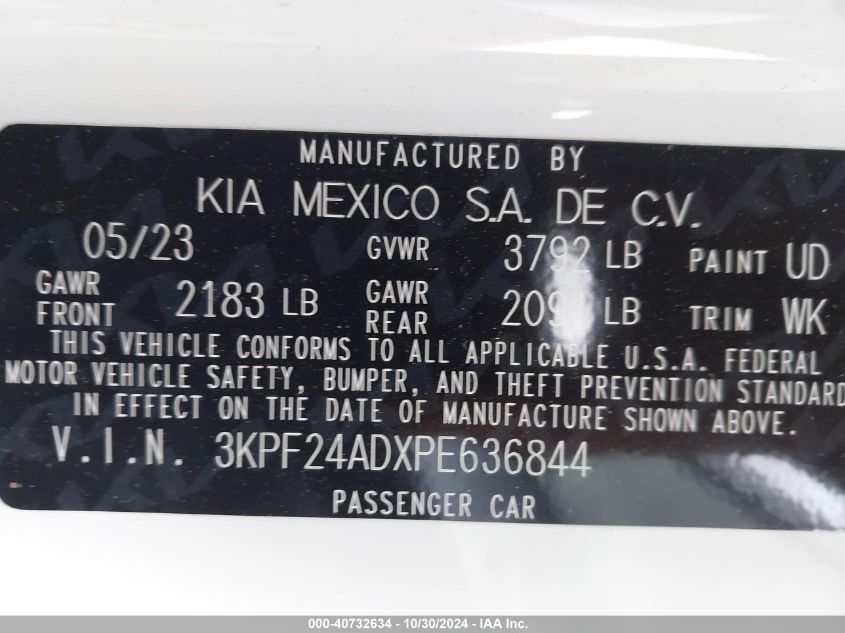 MANUFACTURED BY
KIA MEXICO S.A. DE C.V.
05/23 GVWR 3792 LB PAINT UD
GAWR FRONT 2183 LB GAWR REAR LB TRIM WK
THIS VEHICLE CONFORMS TO ALL APPLICABLE U.S.A. FEDERAL
MOTOR VEHICLE SAFETY, BUMPER, AND THEFT PREVENTION STANDARD
IN EFFECT ON THE DATE OF MANUFACTURE SHOWN ABOVE.
V.I.N. 3KPF24ADXPE636844
PASSENGER CAR
000-40732634 - 10/30/2024 - IAA Inc.